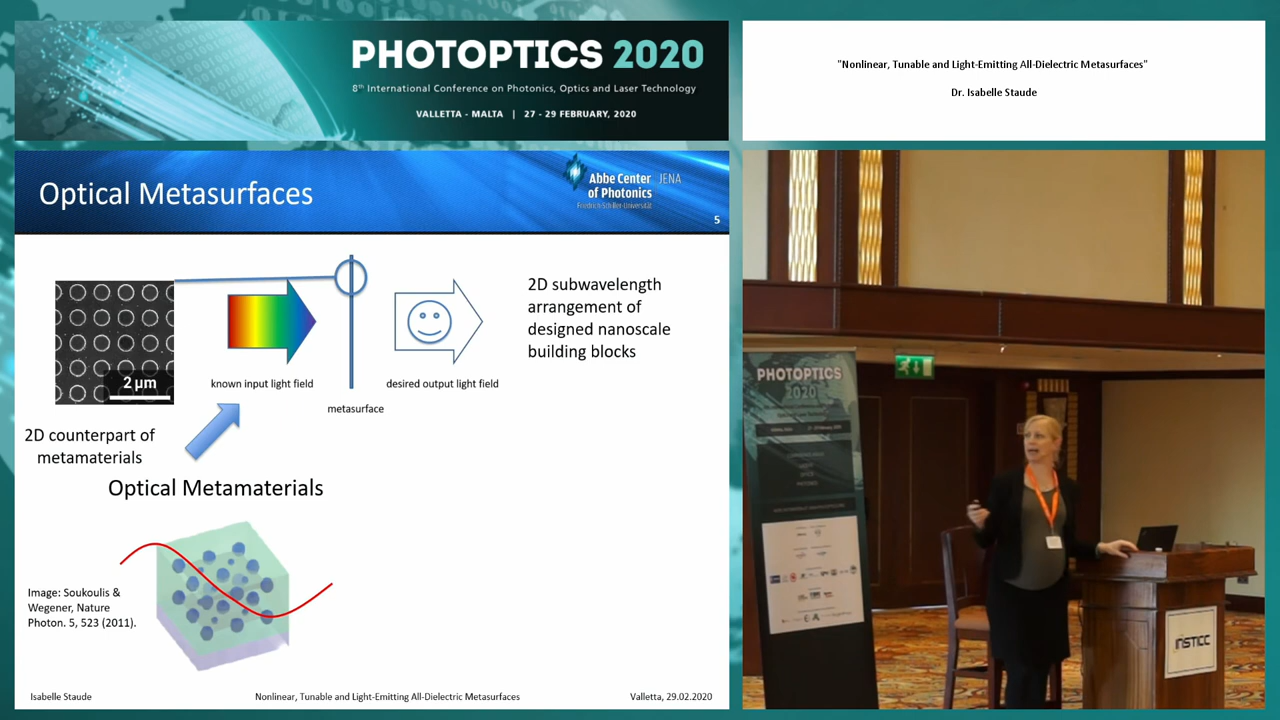 PHOTOPTICS 2020
8th International Conference on Photonics, Optics and Laser Technology
VALLETTA - MALTA | 27 - 29 FEBRUARY, 2020
"Nonlinear, Tunable and Light-Emitting All-Dielectric Metasurfaces"
Dr. Isabelle Staude
Optical Metasurfaces
Abbe Center JENA
of Photonics
Friedrich-Schiller-Universität
5
2D subwavelength
arrangement of
designed nanoscale
building blocks
2 µm
known input light field
desired output light field
metasurface
2D counterpart of
metamaterials
Optical Metamaterials
Image: Soukoulis &
Wegener, Nature
Photon. 5, 523 (2011).
Isabelle Staude
Nonlinear, Tunable and Light-Emitting All-Dielectric Metasurfaces
Valletta, 29.02.2020
PHOTOPTICS
2020
INSTICC